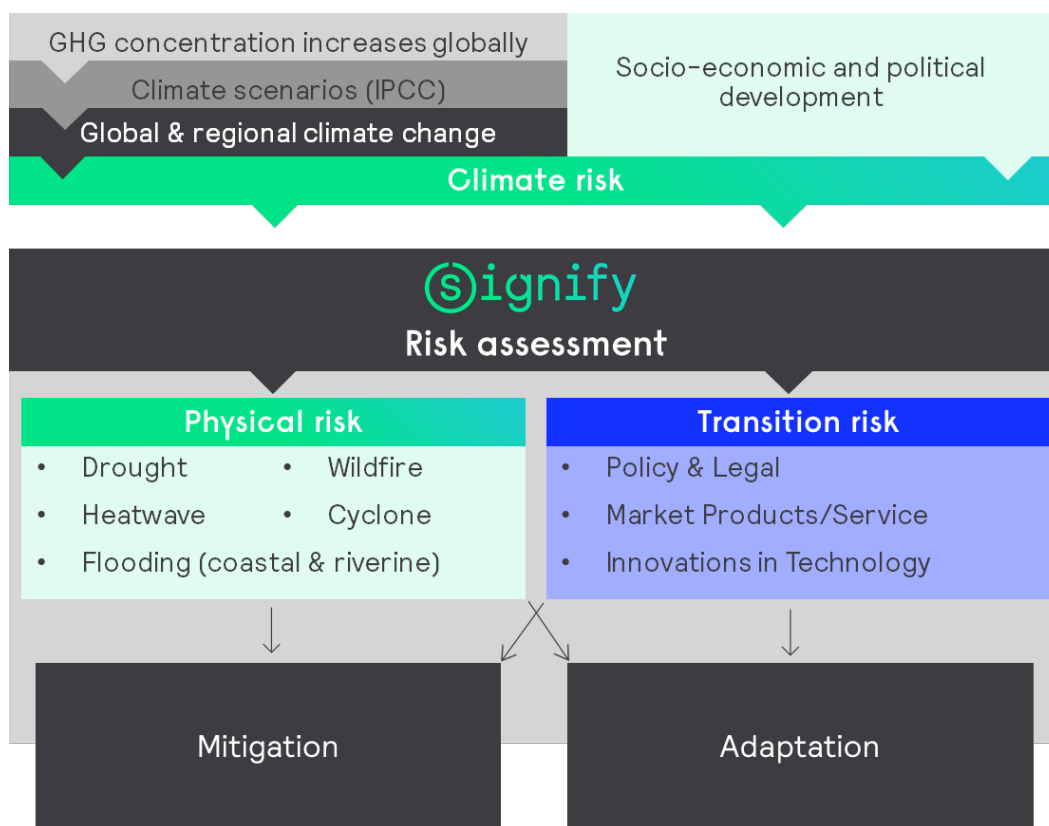 GHG concentration increases globally
Climate scenarios (IPCC)
Global & regional climate change
Socio-economic and political
development
Climate risk
signify
Risk assessment
Physical risk
• Drought
• Wildfire
• Heatwave
• Cyclone
• Flooding (coastal & riverine)
Transition risk
• Policy & Legal
• Market Products/Service
• Innovations in Technology
Mitigation
Adaptation